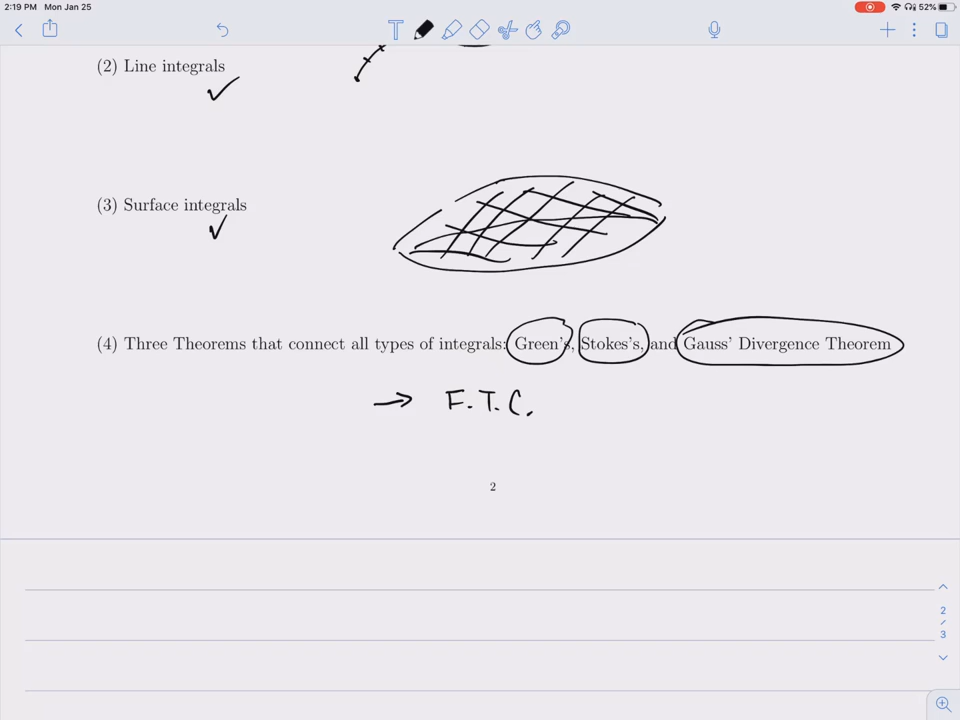 2:19 PM Mon Jan 25
52%
(2) Line integrals
(3) Surface integrals
(4) Three Theorems that connect all types of integrals: Green's, Stokes's, and Gauss' Divergence Theorem
→ F.T.C.
2
2
/
3